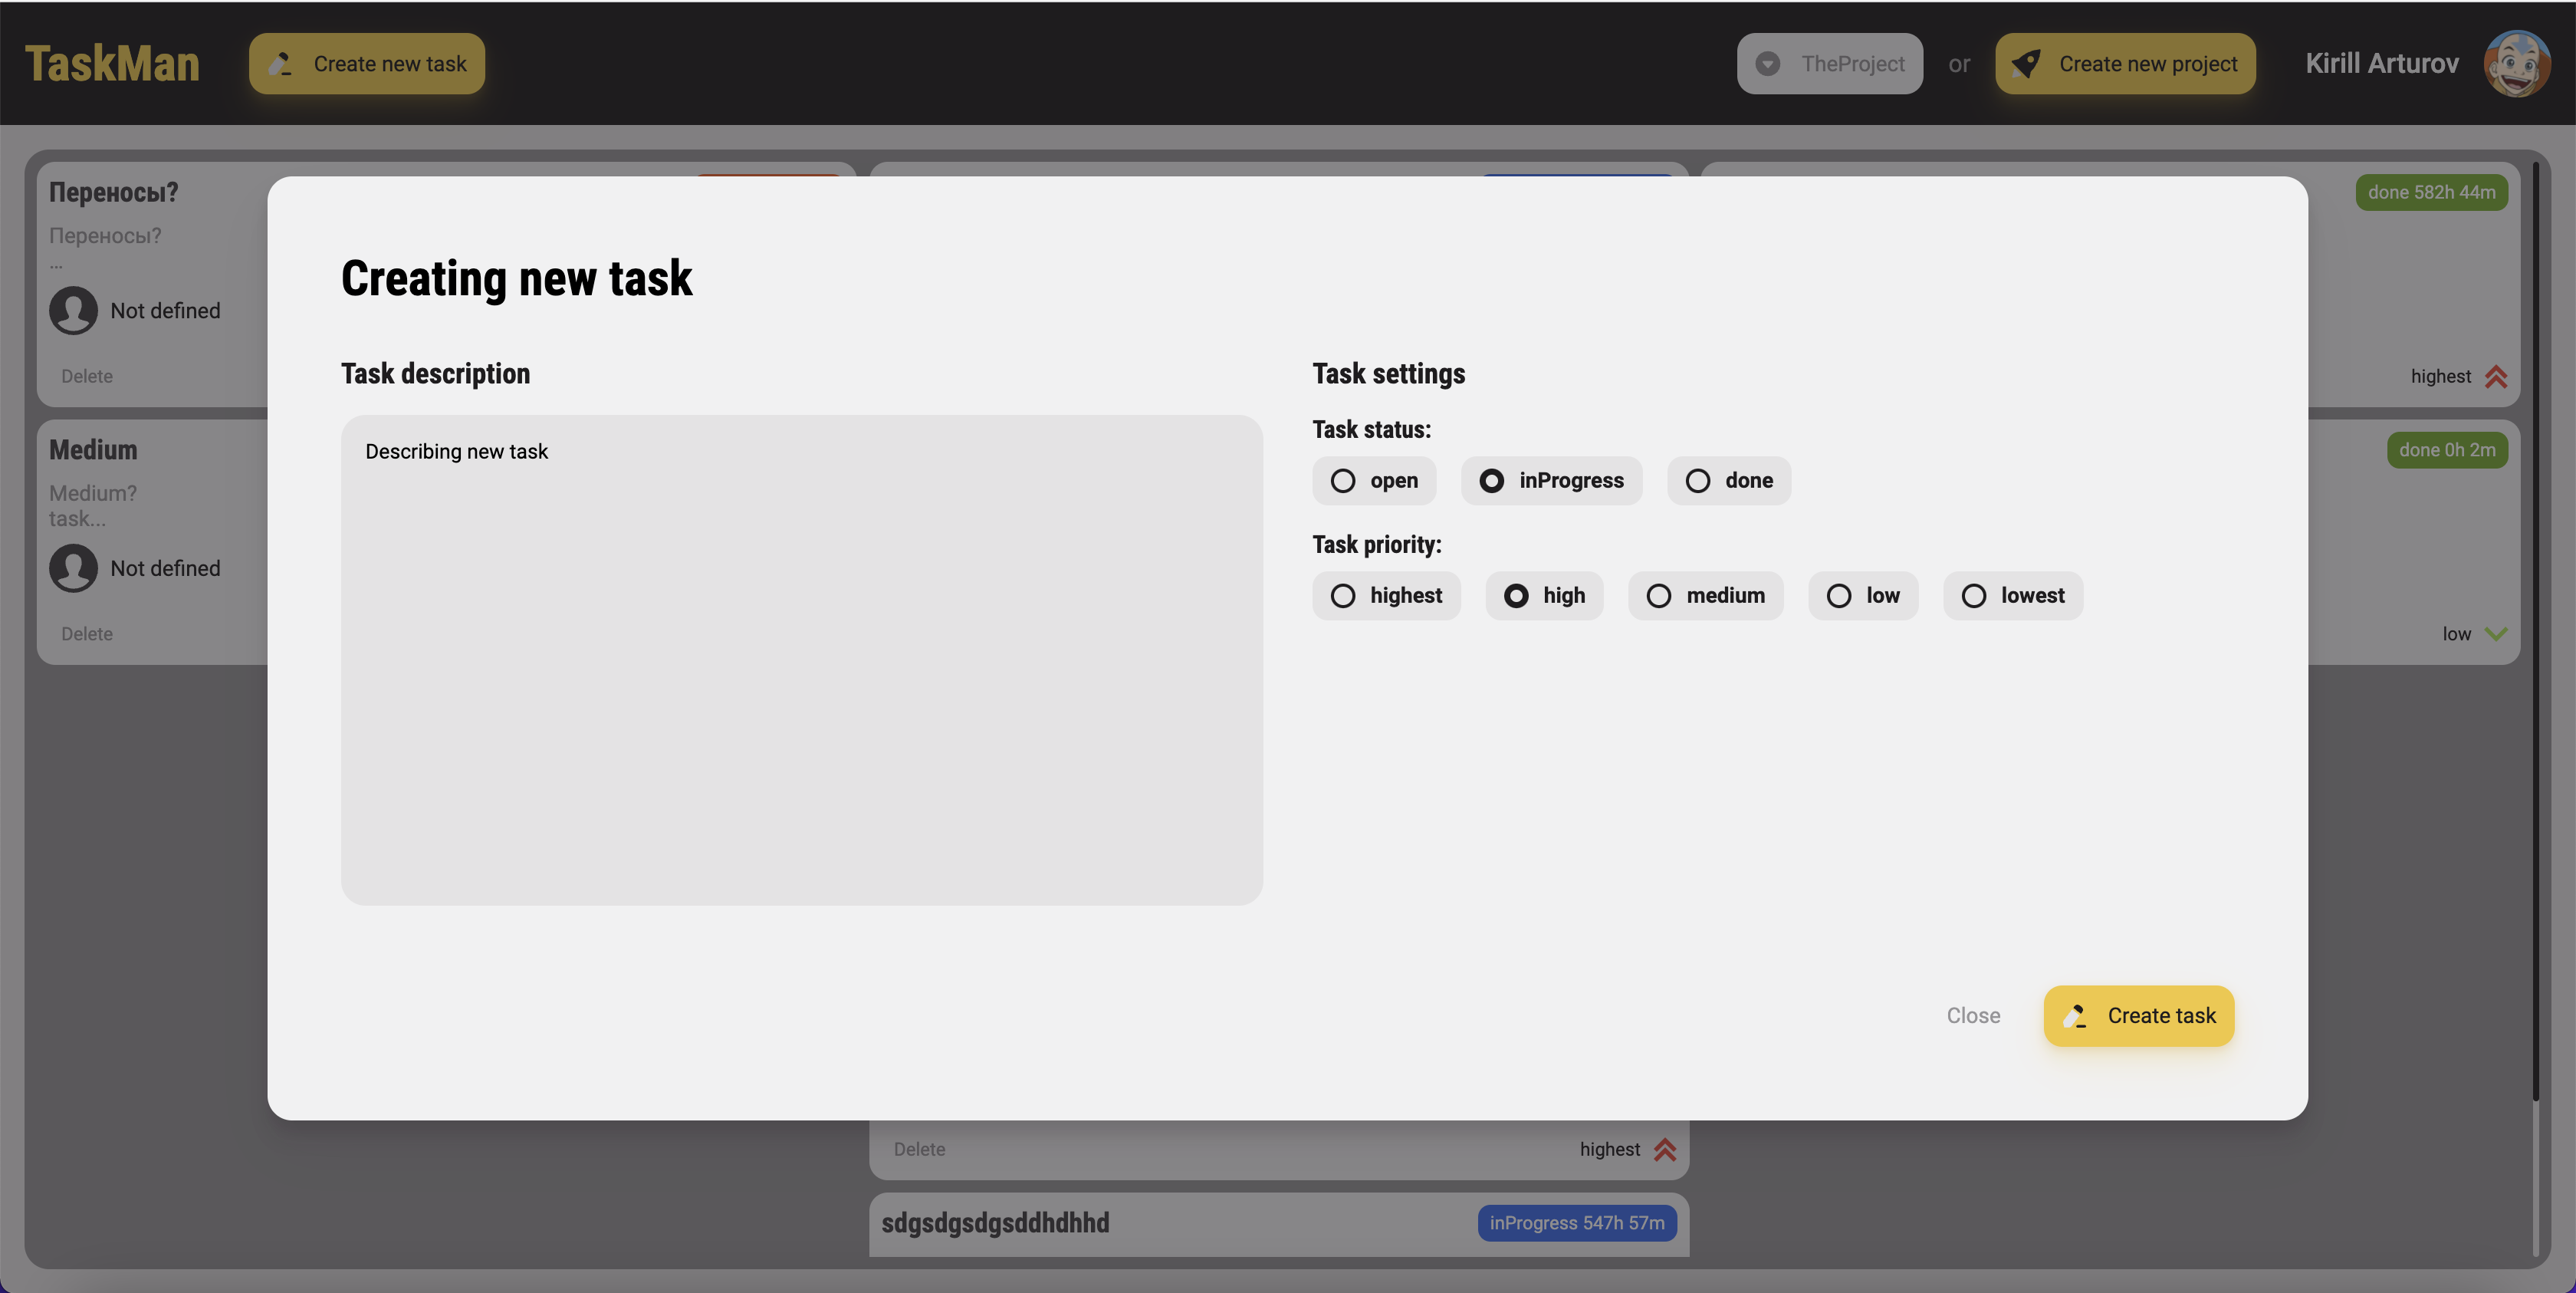 TaskMan
Create new task
TheProject
or
Create new project
Kirill Arturov
Переносы?
Переносы?
...
Not defined
Delete
Medium
Medium?
task...
Not defined
Delete
Creating new task
Task description
Describing new task
Task settings
Task status:
open
inProgress
done
Task priority:
highest
high
medium
low
lowest
Close
Create task
Delete
highest
sdgsdgsdgsddhdhhd
inProgress 547h 57m
done 582h 44m
highest
done 0h 2m
low